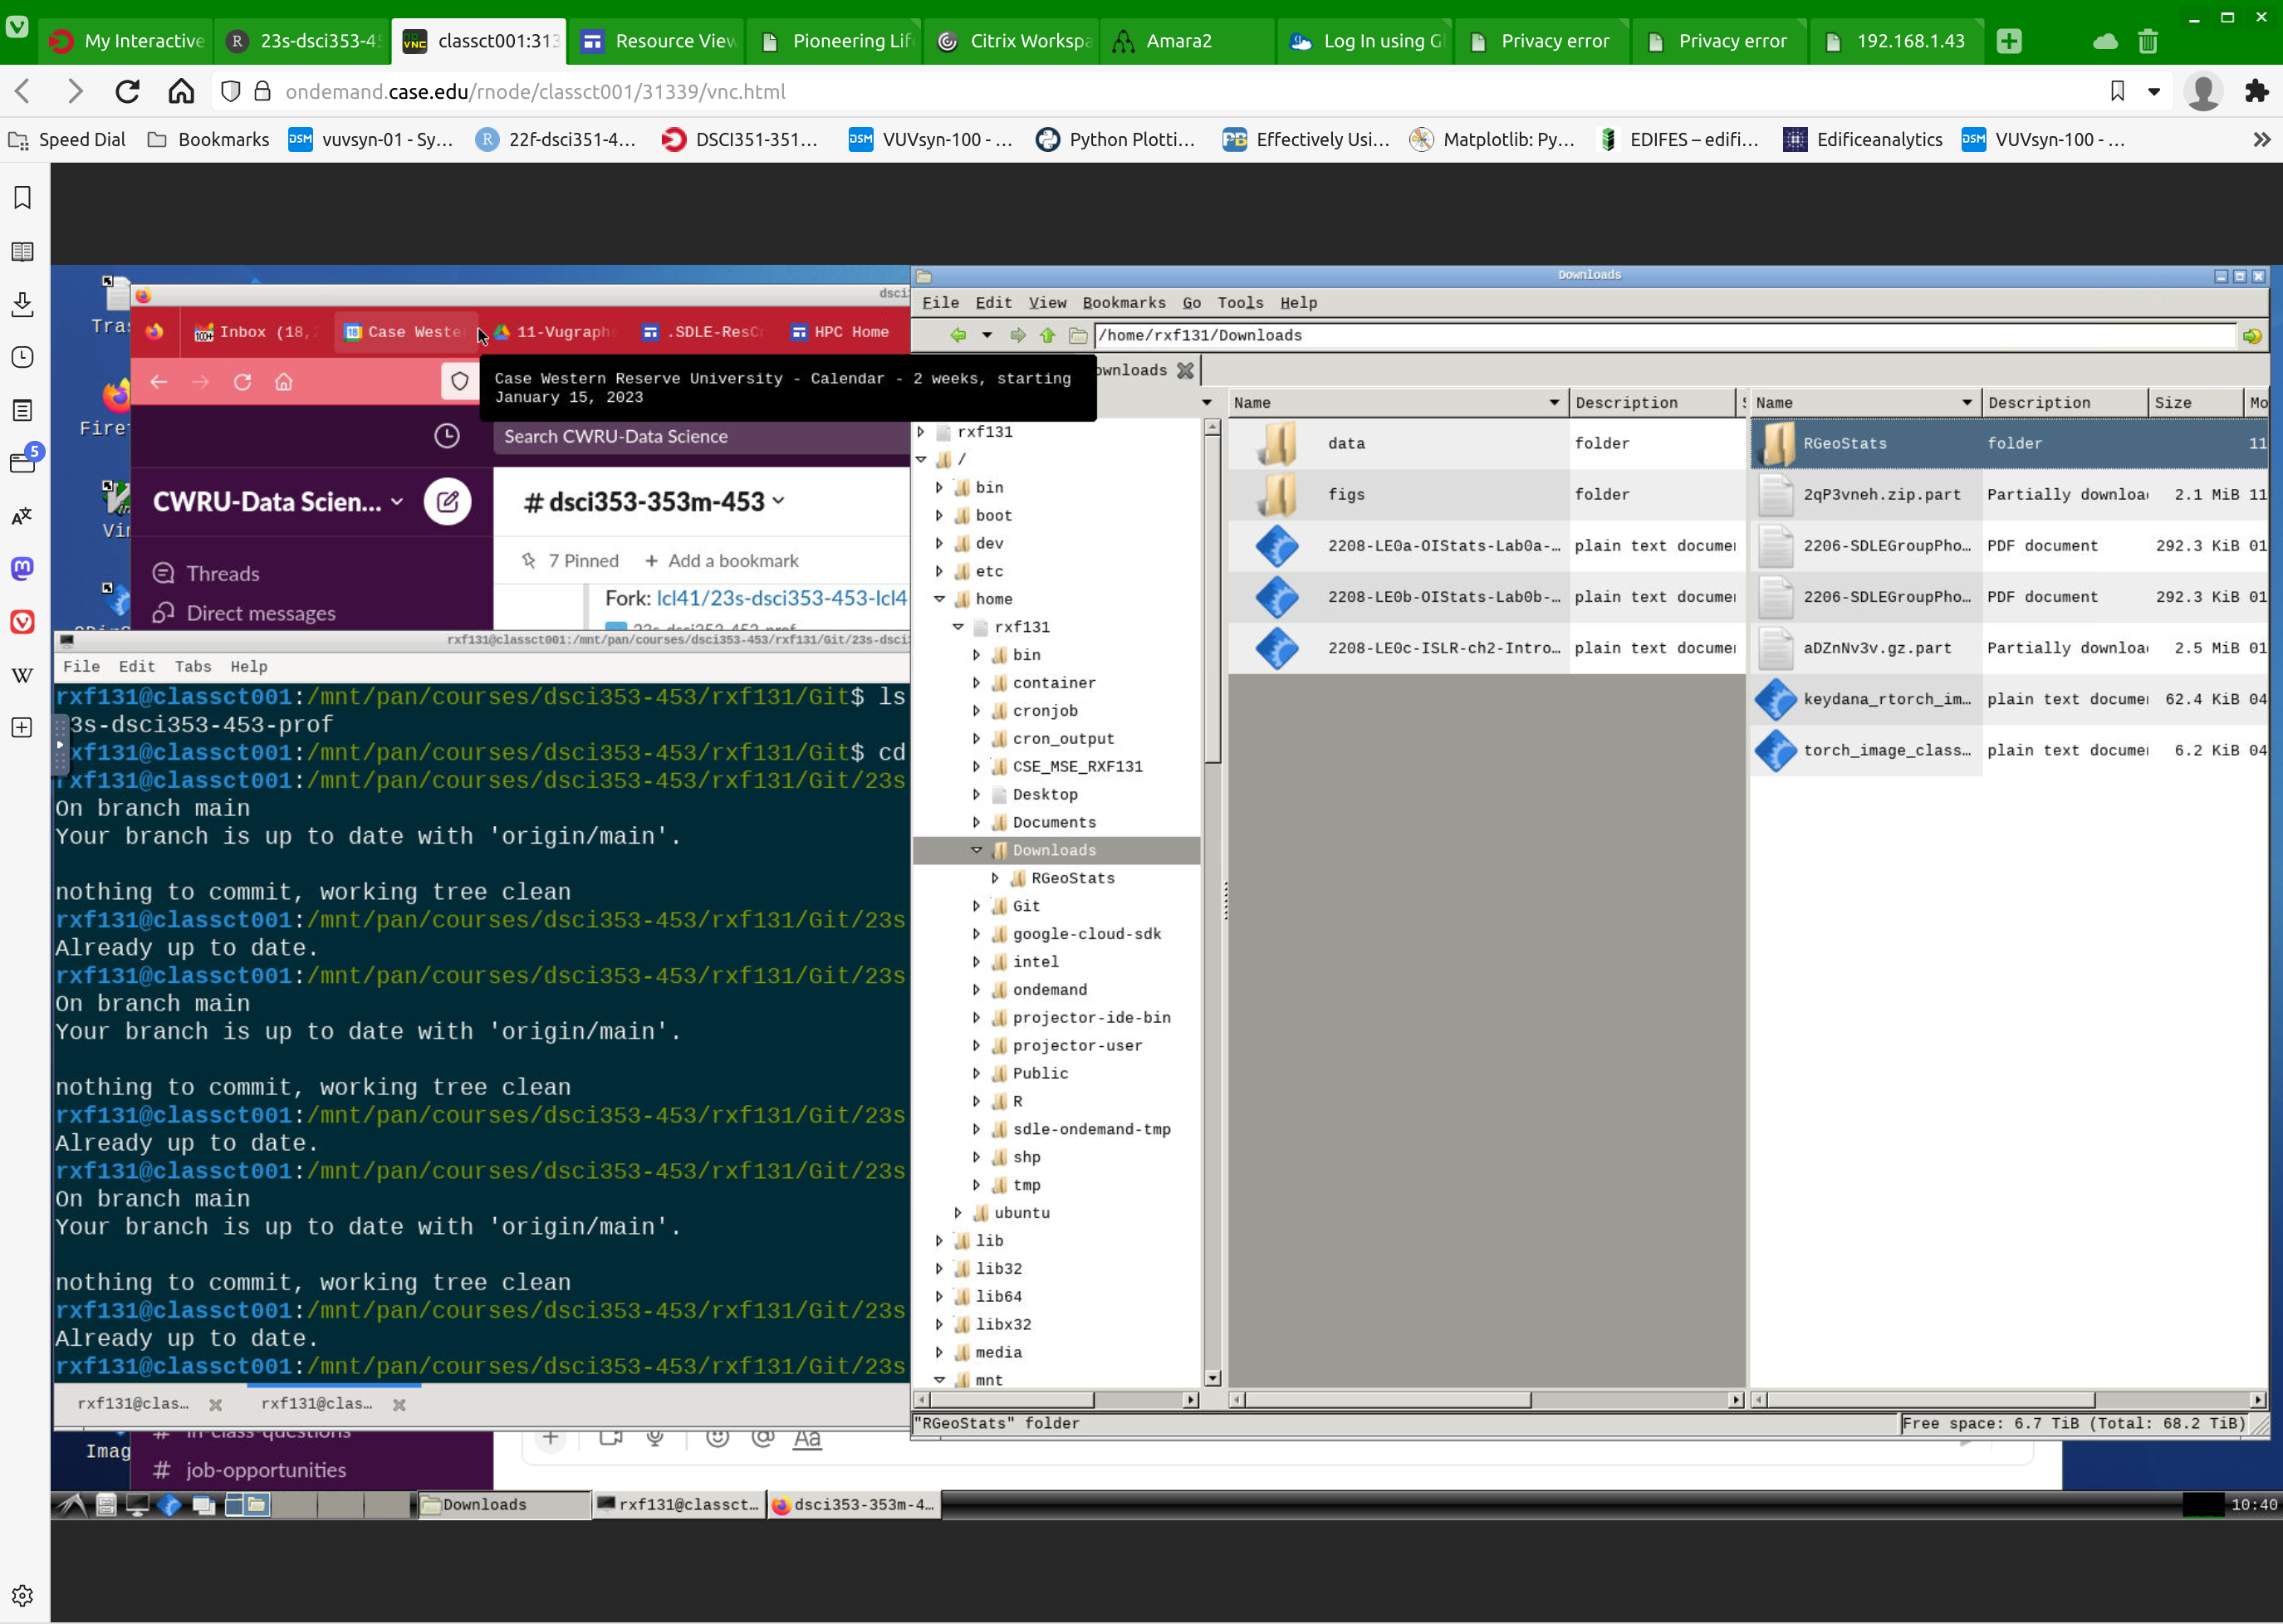 My Interactive
23s-dsci353-4
classct001:313
Resource View
Pioneering Lif
Citrix Workspa
Amara2
Log In using Gl
Privacy error
Privacy error
192.168.1.43
ondemand.case.edu/rnode/classct001/31339/vnc.html
Speed Dial
Bookmarks
vuvsyn-01 - Sy...
22f-dsci351-4...
DSCI351-351...
VUVsyn-100 - ...
Python Plotti...
Effectively Usi...
Matplotlib: Py...
EDIFES – edifi...
Edificeanalytics
VUVsyn-100 - ...
5
Tra
Fire
Vi
dsci
Inbox (18,
Case Weste
11-Vugraph
.SDLE-ResC
HPC Home
Case Western Reserve University - Calendar - 2 weeks, starting
January 15, 2023
Search CWRU-Data Science
CWRU-Data Scien...
# dsci353-353m-453
7 Pinned
+ Add a bookmark
Threads
Direct messages
Fork: lcl41/23s-dsci353-453-lcl4
23s-dsci353-453-prof
rxf131@classct001:/mnt/pan/courses/dsci353-453/rxf131/Git/23s-dsci
File Edit Tabs Help
rxf131@classct001:/mnt/pan/courses/dsci353-453/rxf131/Git$ ls
3s-dsci353-453-prof
xf131@classct001:/mnt/pan/courses/dsci353-453/rxf131/Git$ cd
rxf131@classct001:/mnt/pan/courses/dsci353-453/rxf131/Git/23s
On branch main
Your branch is up to date with 'origin/main'.
nothing to commit, working tree clean
rxf131@classct001:/mnt/pan/courses/dsci353-453/rxf131/Git/23s
Already up to date.
rxf131@classct001:/mnt/pan/courses/dsci353-453/rxf131/Git/23s
On branch main
Your branch is up to date with 'origin/main'.
nothing to commit, working tree clean
rxf131@classct001:/mnt/pan/courses/dsci353-453/rxf131/Git/23s
Already up to date.
rxf131@classct001:/mnt/pan/courses/dsci353-453/rxf131/Git/23s
On branch main
Your branch is up to date with 'origin/main'.
nothing to commit, working tree clean
rxf131@classct001:/mnt/pan/courses/dsci353-453/rxf131/Git/23s
Already up to date.
rxf131@classct001:/mnt/pan/courses/dsci353-453/rxf131/Git/23s
rxf131@clas...
rxf131@clas...
Imag
# in-class-questions
# job-opportunities
Aa
Downloads
File Edit View Bookmarks Go Tools Help
/home/rxf131/Downloads
ownloads
rxf131
/
bin
boot
dev
etc
home
rxf131
bin
container
cronjob
cron_output
CSE_MSE_RXF131
Desktop
Documents
Downloads
RGeoStats
Git
google-cloud-sdk
intel
ondemand
projector-ide-bin
projector-user
Public
R
sdle-ondemand-tmp
shp
tmp
ubuntu
lib
lib32
lib64
libx32
media
mnt
Name Description S
data folder
figs folder
2208-LE0a-OIStats-Lab0a-... plain text documen
2208-LE0b-OIStats-Lab0b-... plain text documen
2208-LE0c-ISLR-ch2-Intro... plain text documen
Name Description Size Mo
RGeoStats folder 11
2qP3vneh.zip.part Partially downloa 2.1 MiB 11
2206-SDLEGroupPho... PDF document 292.3 KiB 01
2206-SDLEGroupPho... PDF document 292.3 KiB 01
aDZnNv3v.gz.part Partially downloa 2.5 MiB 01
keydana_rtorch_im... plain text documen 62.4 KiB 04
torch_image_class... plain text documen 6.2 KiB 04
"RGeoStats" folder
Free space: 6.7 TiB (Total: 68.2 TiB)
Downloads
rxf131@classct...
dsci353-353m-4...
10:40